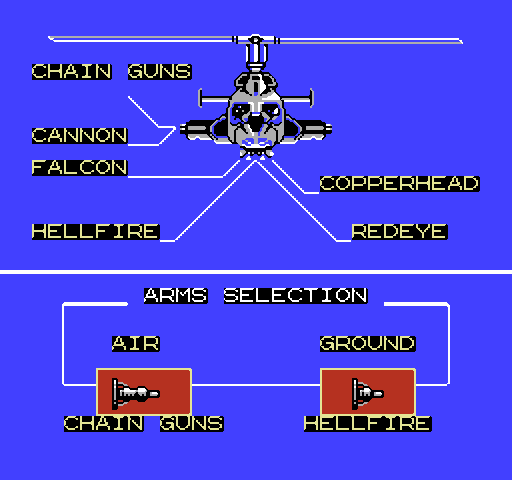 CHAIN GUNS
CANNON
FALCON
COPPERHEAD
HELLFIRE
REDEYE
ARMS SELECTION
AIR
GROUND
CHAIN GUNS
HELLFIRE